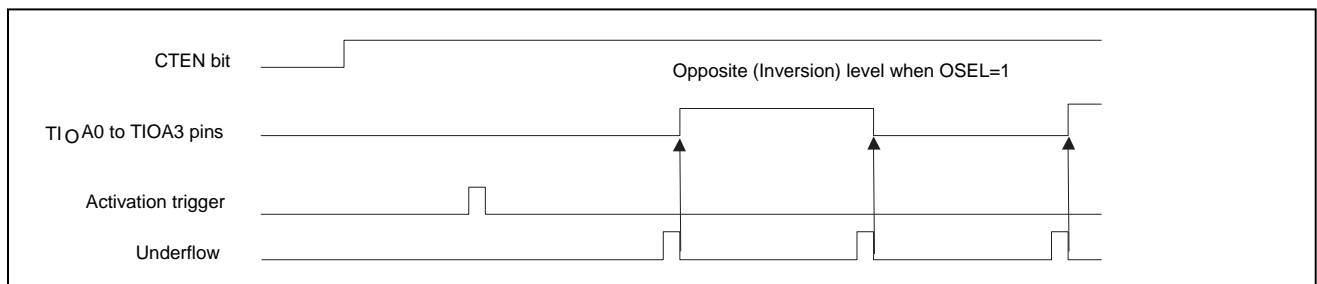 CTEN bit
Opposite (Inversion) level when OSEL=1
TIOA0 to TIOA3 pins
Activation trigger
Underflow